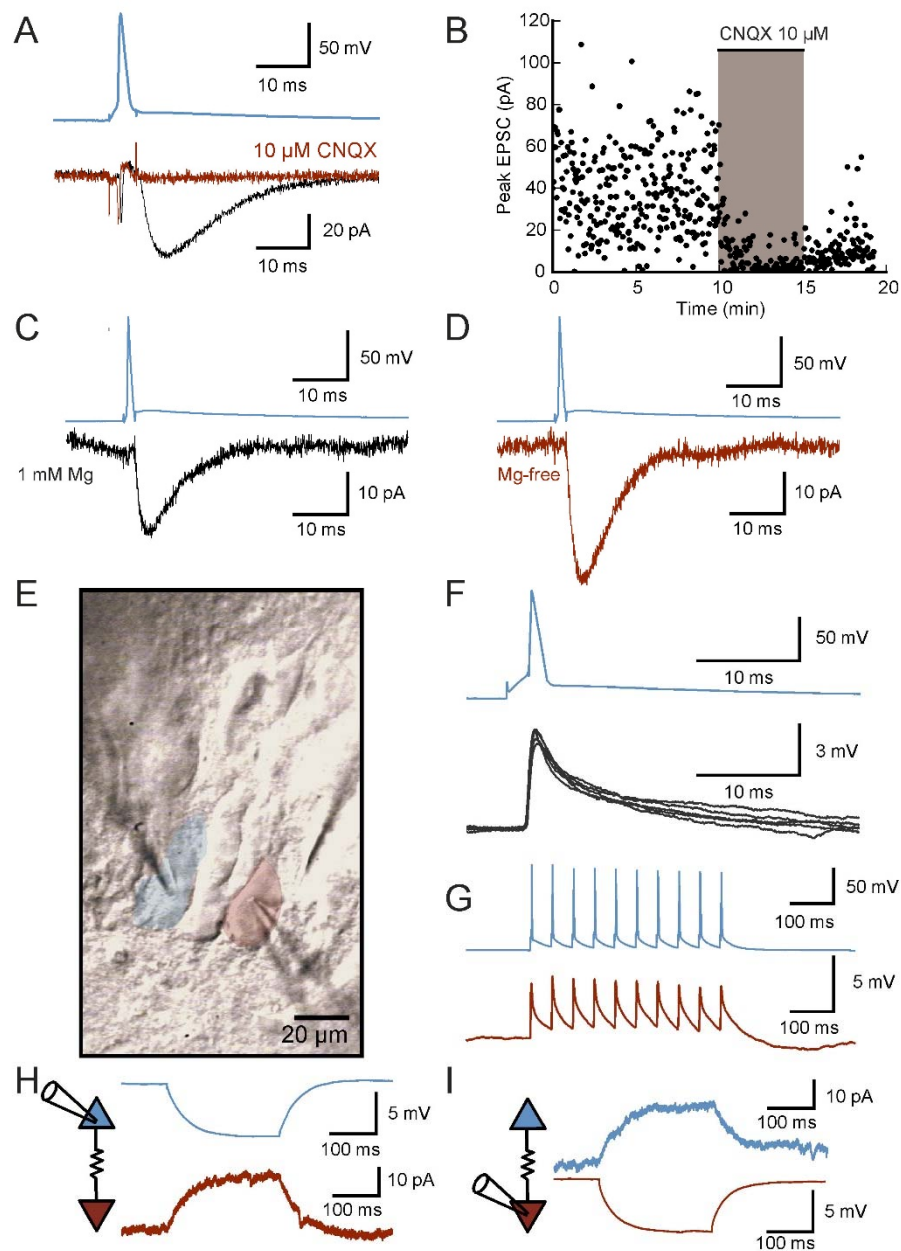 A
50 mV
10 ms
10 µM CNQX
20 pA
10 ms
B
CNQX 10 µM
Peak EPSC (pA)
120
100
80
60
40
20
0
0
5
10
15
20
Time (min)
C
50 mV
10 ms
1 mM Mg
10 pA
10 ms
D
50 mV
10 ms
Mg-free
10 pA
10 ms
E
20 µm
F
50 mV
10 ms
3 mV
10 ms
G
50 mV
100 ms
5 mV
100 ms
H
5 mV
100 ms
10 pA
100 ms
I
10 pA
100 ms
5 mV
100 ms